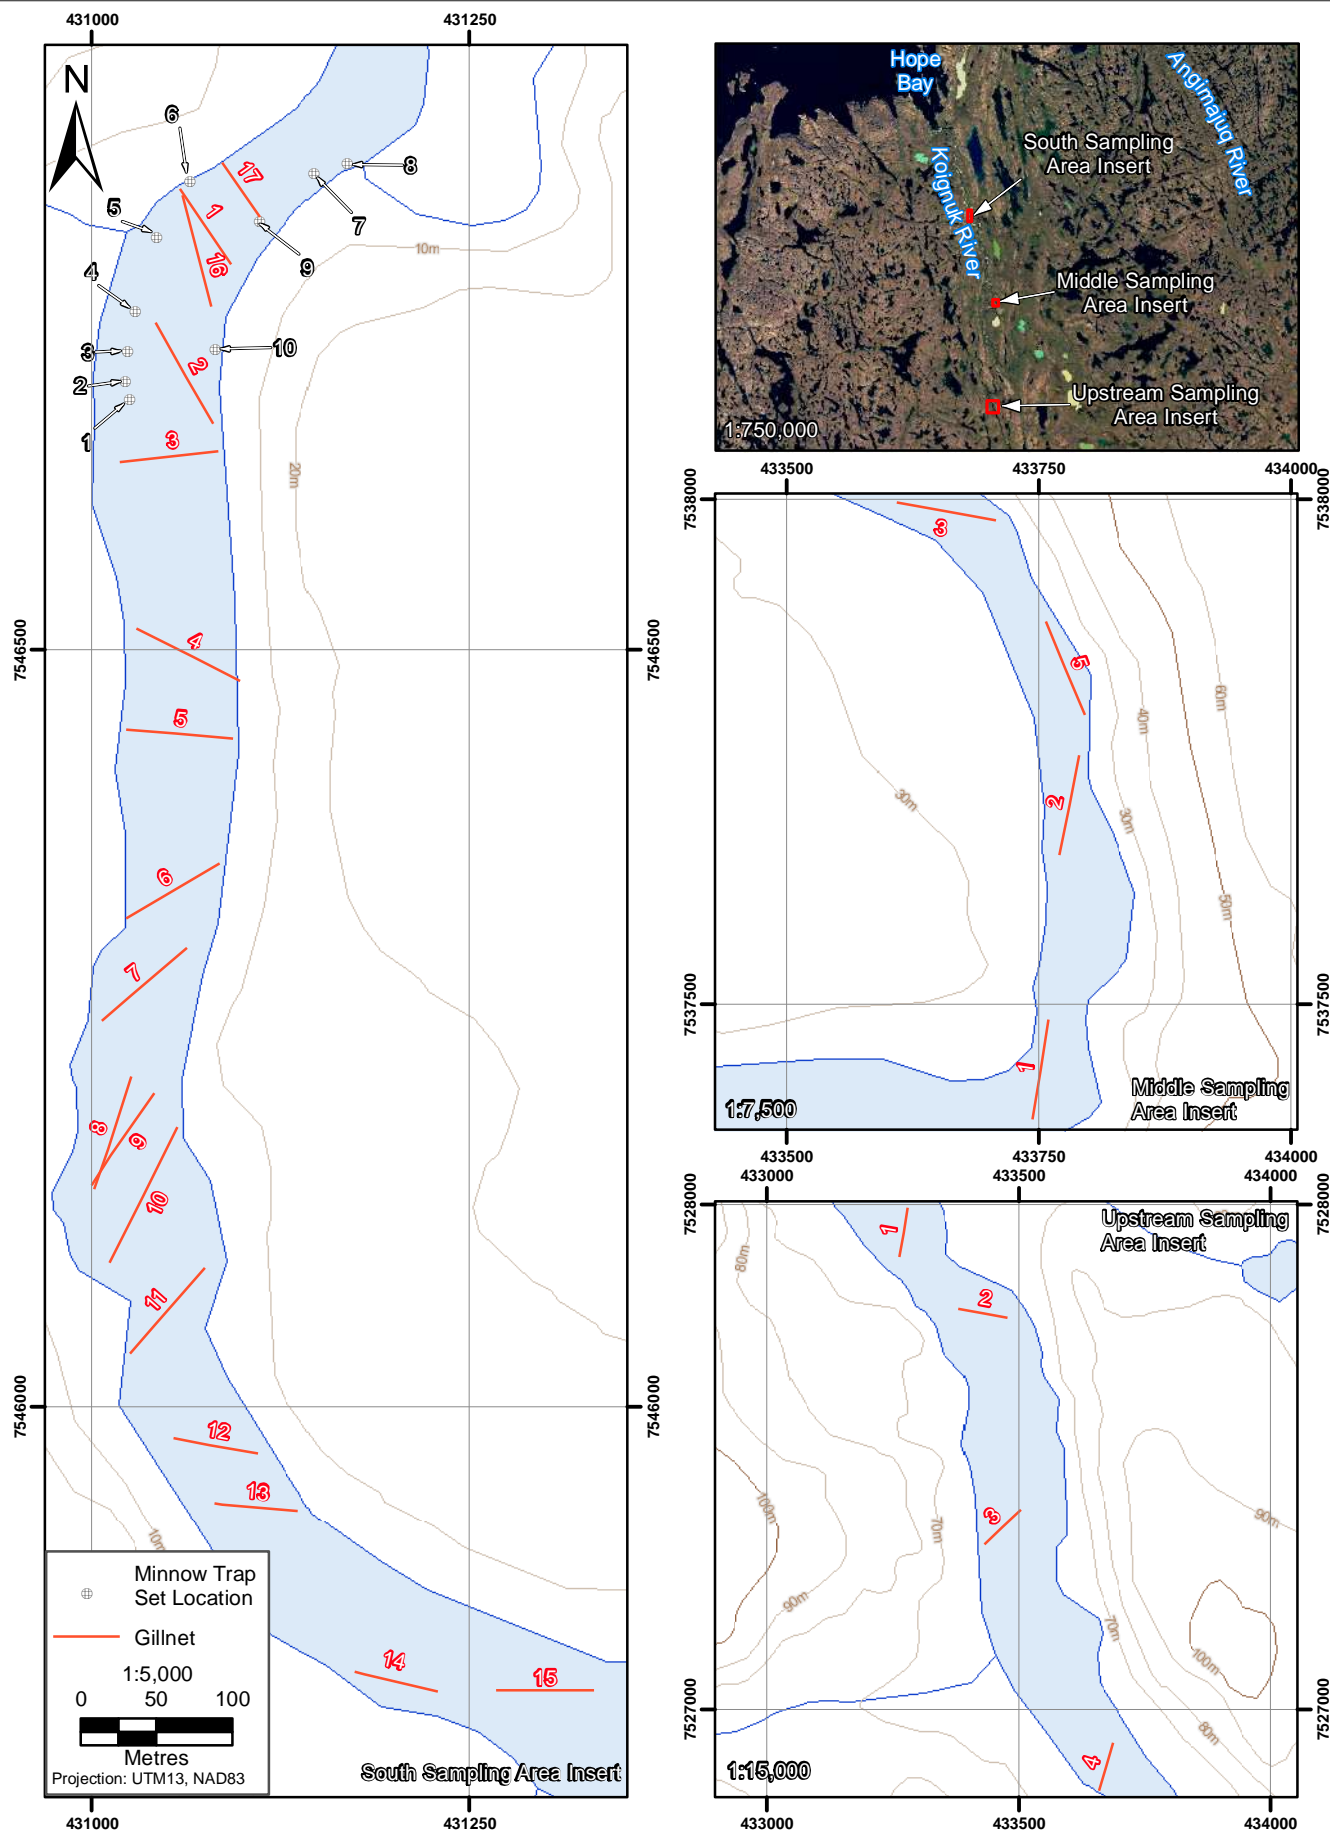 431000
431250
N
6
5
4
3
2
1
17
1
16
8
7
9
10
2
3
10m
20m
7546500
7546500
4
5
6
7
8
9
10
11
7546000
7546000
12
13
10m
14
15
Minnow Trap
Set Location
Gillnet
1:5,000
0 50 100
Metres
Projection: UTM13, NAD83
South Sampling Area Insert
431000
431250
Hope
Bay
Angimajuq River
Koignuk River
South Sampling
Area Insert
Middle Sampling
Area Insert
Upstream Sampling
Area Insert
1:750,000
433500
433750
434000
7538000
7538000
3
5
2
1
30m
40m
60m
30m
50m
7537500
7537500
1:7,500
Middle Sampling
Area Insert
433500
433750
434000
433000
433500
434000
7528000
7528000
Upstream Sampling
Area Insert
1
2
3
4
80m
100m
70m
90m
90m
70m
100m
80m
7527000
7527000
1:15,000
433000
433500
434000